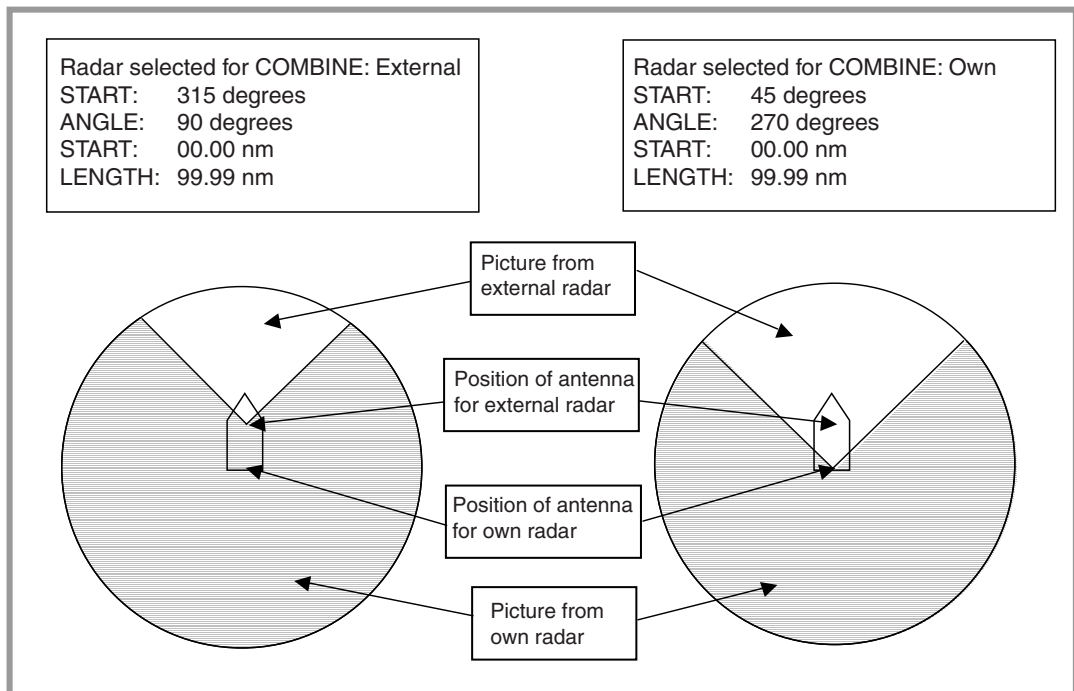 Radar selected for COMBINE: External
START: 315 degrees
ANGLE: 90 degrees
START: 00.00 nm
LENGTH: 99.99 nm
Radar selected for COMBINE: Own
START: 45 degrees
ANGLE: 270 degrees
START: 00.00 nm
LENGTH: 99.99 nm
Picture from
external radar
Position of antenna
for external radar
Position of antenna
for own radar
Picture from
own radar